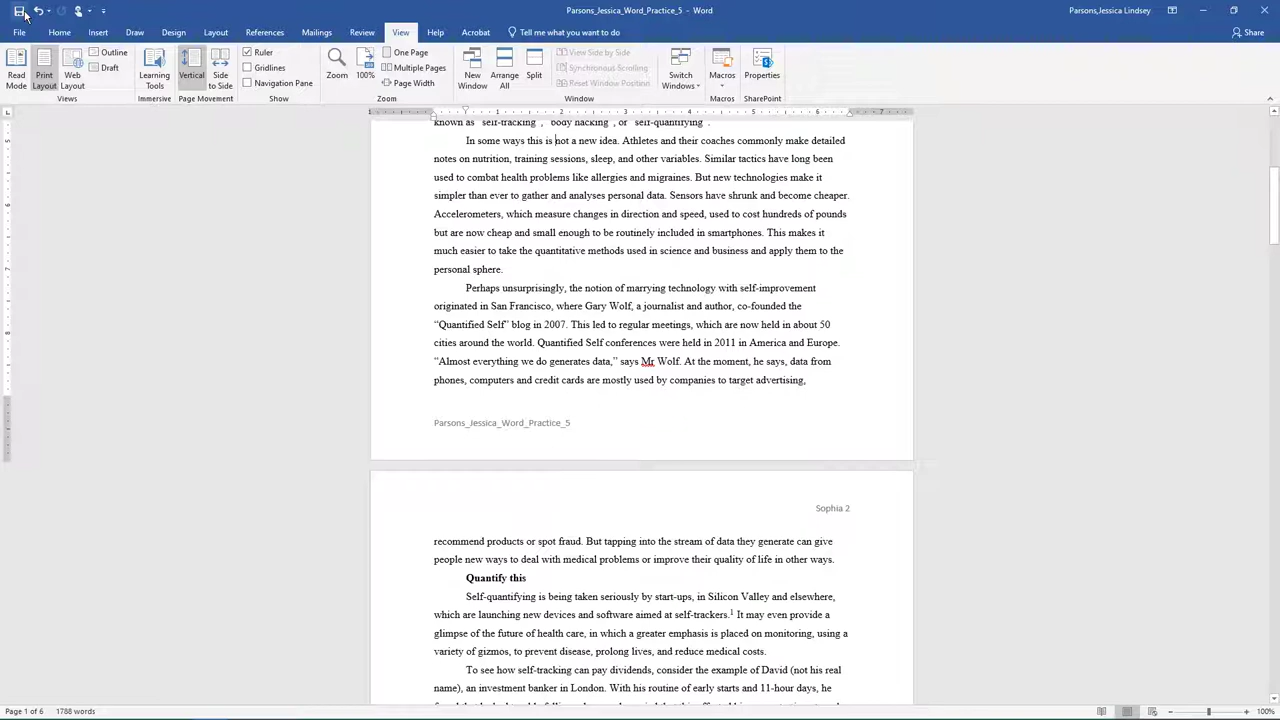 Parsons_Jessica_Word_Practice_5 - Word
Parsons, Jessica Lindsey
File Home Insert Draw Design Layout References Mailings Review View Help Acrobat Tell me what you want to do Share
Read Mode
Print Layout
Web Layout
Outline
Draft
Views
Learning Tools
Immersive
Vertical
Side to Side
Page Movement
Ruler
Gridlines
Navigation Pane
Show
Zoom
100%
One Page
Multiple Pages
Page Width
Zoom
New Window
Arrange All
Split
View Side by Side
Synchronous Scrolling
Reset Window Position
Window
Switch Windows
Macros
Macros
Properties
SharePoint
1 1 2 3 4 5 6 7
known as "self-tracking", "body hacking", or "self-quantifying".
In some ways this is not a new idea. Athletes and their coaches commonly make detailed
notes on nutrition, training sessions, sleep, and other variables. Similar tactics have long been
used to combat health problems like allergies and migraines. But new technologies make it
simpler than ever to gather and analyses personal data. Sensors have shrunk and become cheaper.
Accelerometers, which measure changes in direction and speed, used to cost hundreds of pounds
but are now cheap and small enough to be routinely included in smartphones. This makes it
much easier to take the quantitative methods used in science and business and apply them to the
personal sphere.
Perhaps unsurprisingly, the notion of marrying technology with self-improvement
originated in San Francisco, where Gary Wolf, a journalist and author, co-founded the
“Quantified Self” blog in 2007. This led to regular meetings, which are now held in about 50
cities around the world. Quantified Self conferences were held in 2011 in America and Europe.
“Almost everything we do generates data,” says Mr Wolf. At the moment, he says, data from
phones, computers and credit cards are mostly used by companies to target advertising,
Parsons_Jessica_Word_Practice_5
Sophia 2
recommend products or spot fraud. But tapping into the stream of data they generate can give
people new ways to deal with medical problems or improve their quality of life in other ways.
Quantify this
Self-quantifying is being taken seriously by start-ups, in Silicon Valley and elsewhere,
which are launching new devices and software aimed at self-trackers.¹ It may even provide a
glimpse of the future of health care, in which a greater emphasis is placed on monitoring, using a
variety of gizmos, to prevent disease, prolong lives, and reduce medical costs.
To see how self-tracking can pay dividends, consider the example of David (not his real
name), an investment banker in London. With his routine of early starts and 11-hour days, he
Page 1 of 6 1788 words
100%